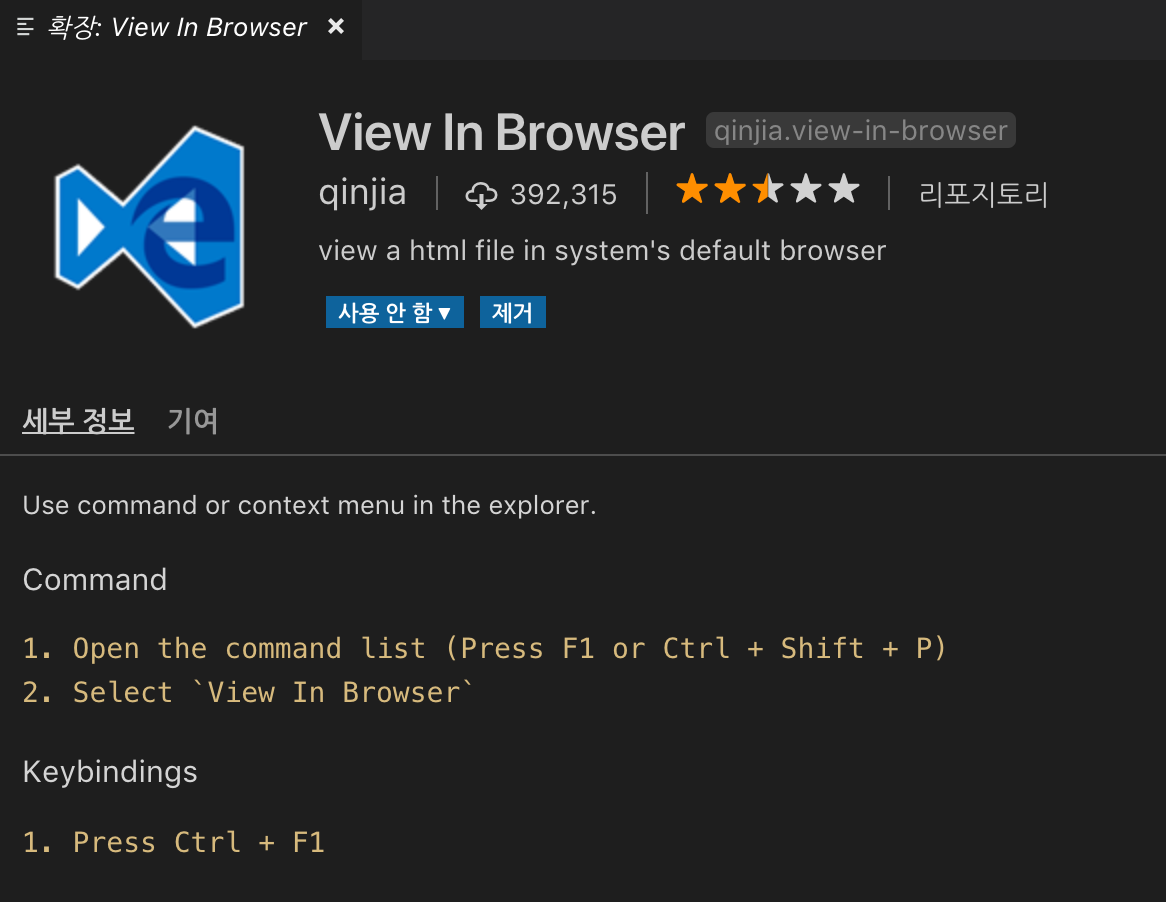 확장: View In Browser ×
View In Browser qinjia.view-in-browser
qinjia 392,315 리포지토리
view a html file in system's default browser
사용 안 함 ▼ 제거
세부 정보 기여
Use command or context menu in the explorer.
Command
1. Open the command list (Press F1 or Ctrl + Shift + P)
2. Select `View In Browser`
Keybindings
1. Press Ctrl + F1